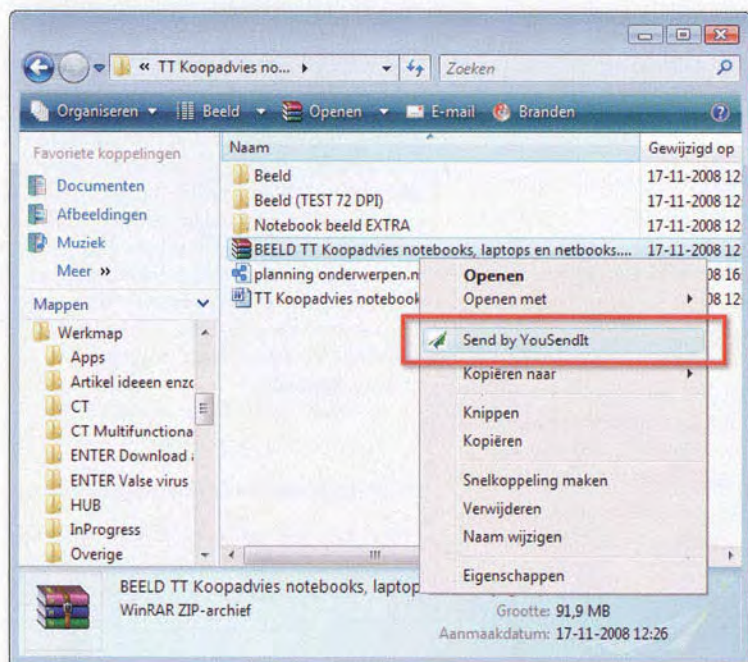 « TT Koopadvies no...
Zoeken
Organiseren Beeld Openen E-mail Branden
Favoriete koppelingen
Documenten
Afbeeldingen
Muziek
Meer »
Mappen
Werkmap
Apps
Artikel ideeen enzo
CT
CT Multifunctiona
ENTER Download
ENTER Valse virus
HUB
InProgress
Overige
Naam Gewijzigd op
Beeld 17-11-2008 12:
Beeld (TEST 72 DPI) 17-11-2008 12:
Notebook beeld EXTRA 17-11-2008 12:
BEELD TT Koopadvies notebooks, laptops en netbooks.... 17-11-2008 12
planning onderwerpen.n 08 16
TT Koopadvies notebook 08 12
Openen
Openen met
Send by YouSendIt
Kopiëren naar
Knippen
Kopiëren
Snelkoppeling maken
Verwijderen
Naam wijzigen
Eigenschappen
BEELD TT Koopadvies notebooks, laptop
WinRAR ZIP-archief
Grootte: 91,9 MB
Aanmaakdatum: 17-11-2008 12:26